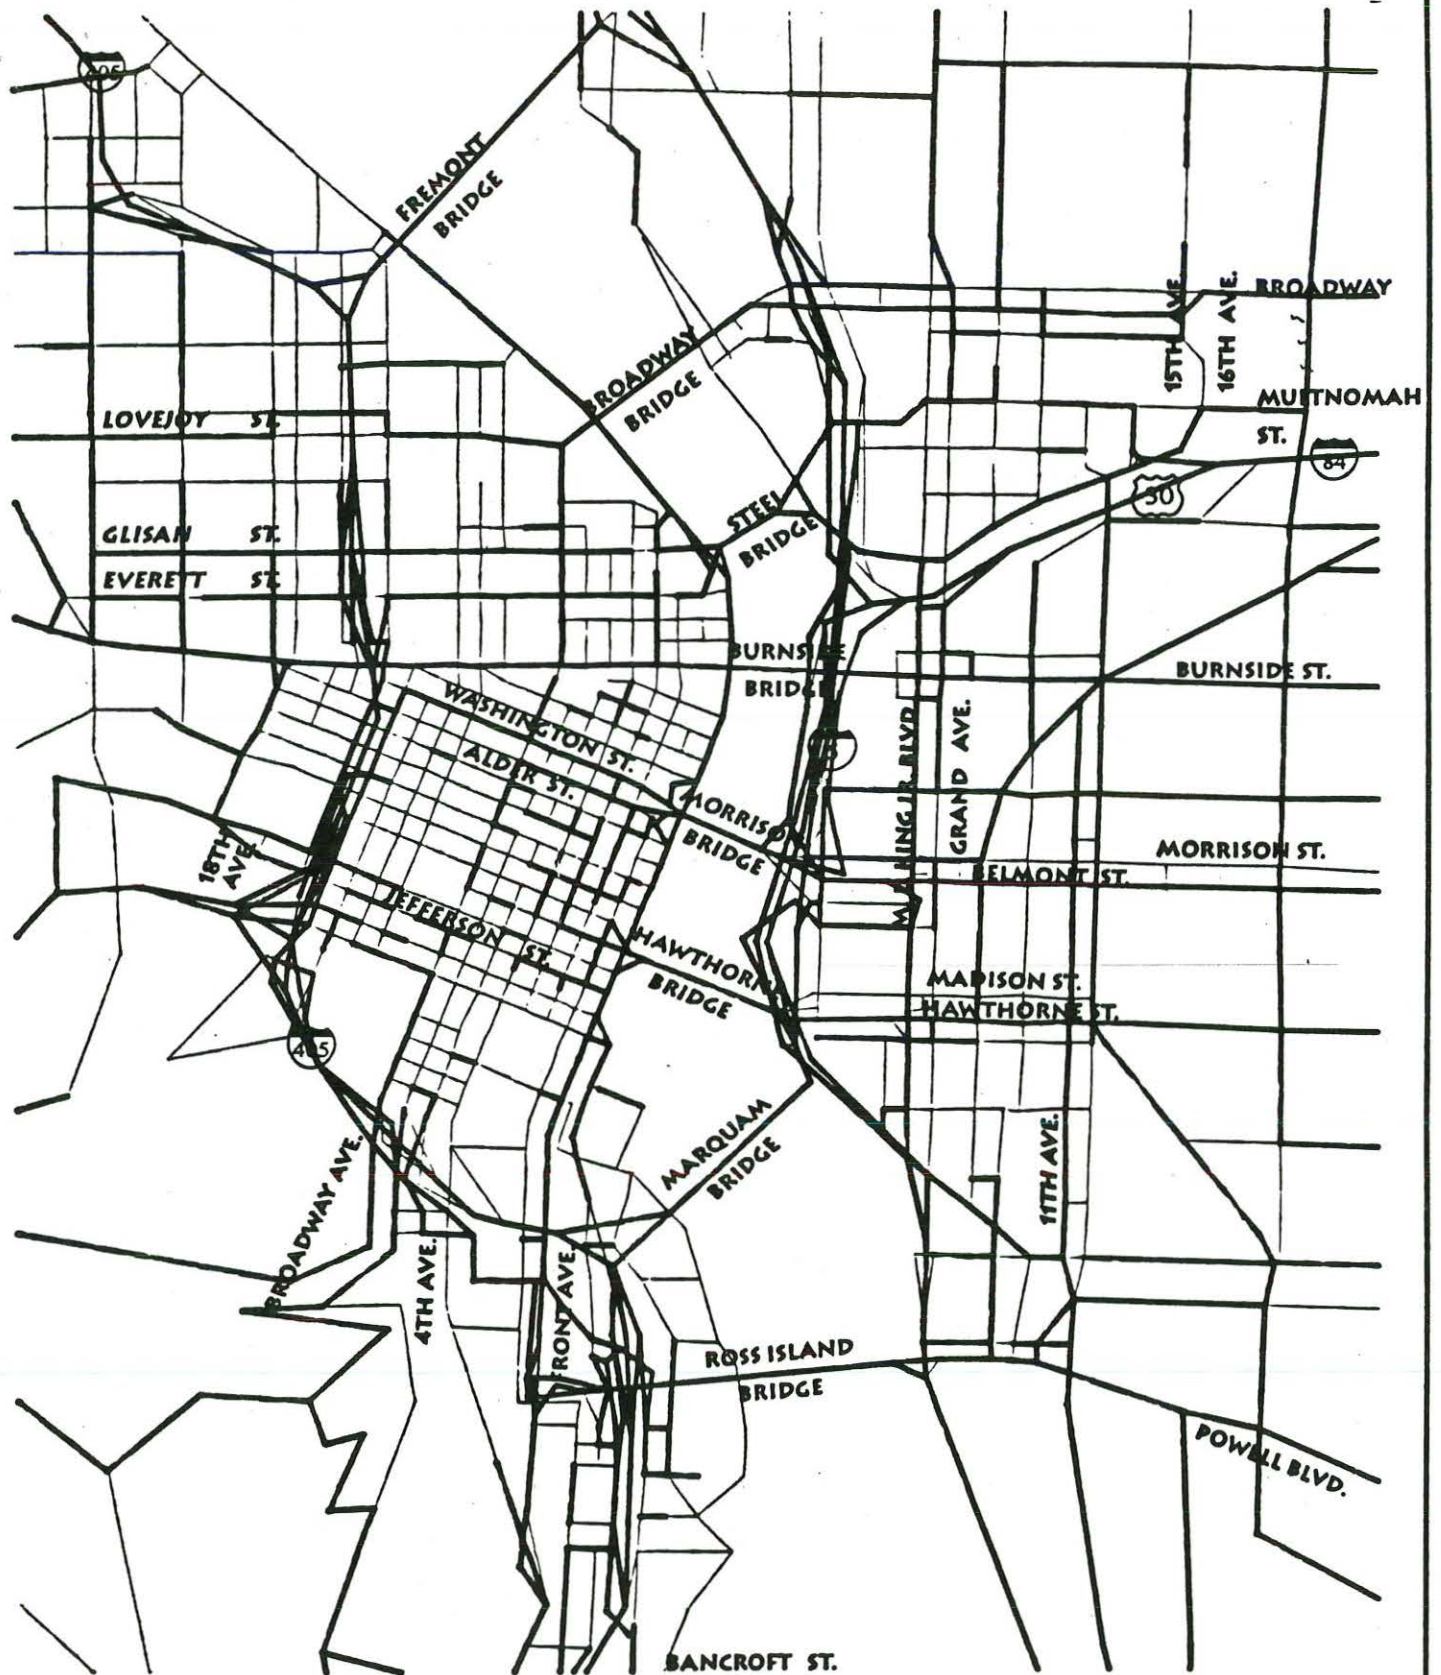 405
FREMONT
BRIDGE
15TH AVE.
16TH AVE.
BROADWAY
BROADWAY
BRIDGE
MULTNOMAH
ST.
LOVEJOY ST.
84
30
STEEL
BRIDGE
GLISAN ST.
EVERETT ST.
BURNSIDE
BRIDGE
BURNSIDE ST.
WASHINGTON ST.
ALDER ST.
5
M.L. KING JR. BLVD
GRAND AVE.
MORRISON
BRIDGE
MORRISON ST.
BELMONT ST.
18TH
AVE.
JEFFERSON ST.
HAWTHORNE
BRIDGE
MADISON ST.
HAWTHORNE ST.
405
MARQUAM
BRIDGE
11TH AVE.
BROADWAY AVE.
4TH AVE.
FRONT AVE.
ROSS ISLAND
BRIDGE
POWELL BLVD.
BANCROFT ST.